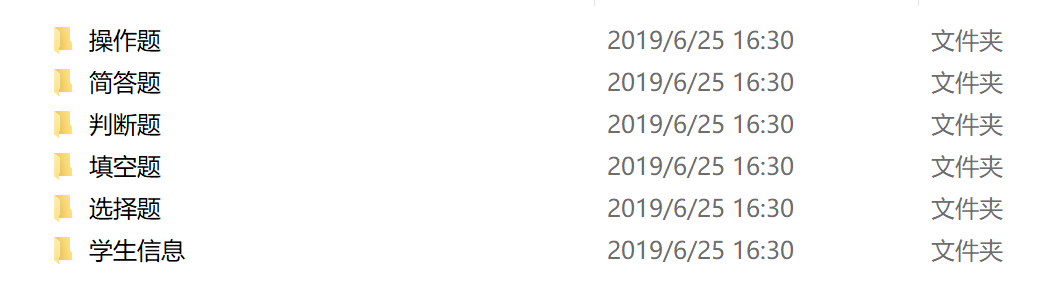 操作题 2019/6/25 16:30 文件夹
简答题 2019/6/25 16:30 文件夹
判断题 2019/6/25 16:30 文件夹
填空题 2019/6/25 16:30 文件夹
选择题 2019/6/25 16:30 文件夹
学生信息 2019/6/25 16:30 文件夹